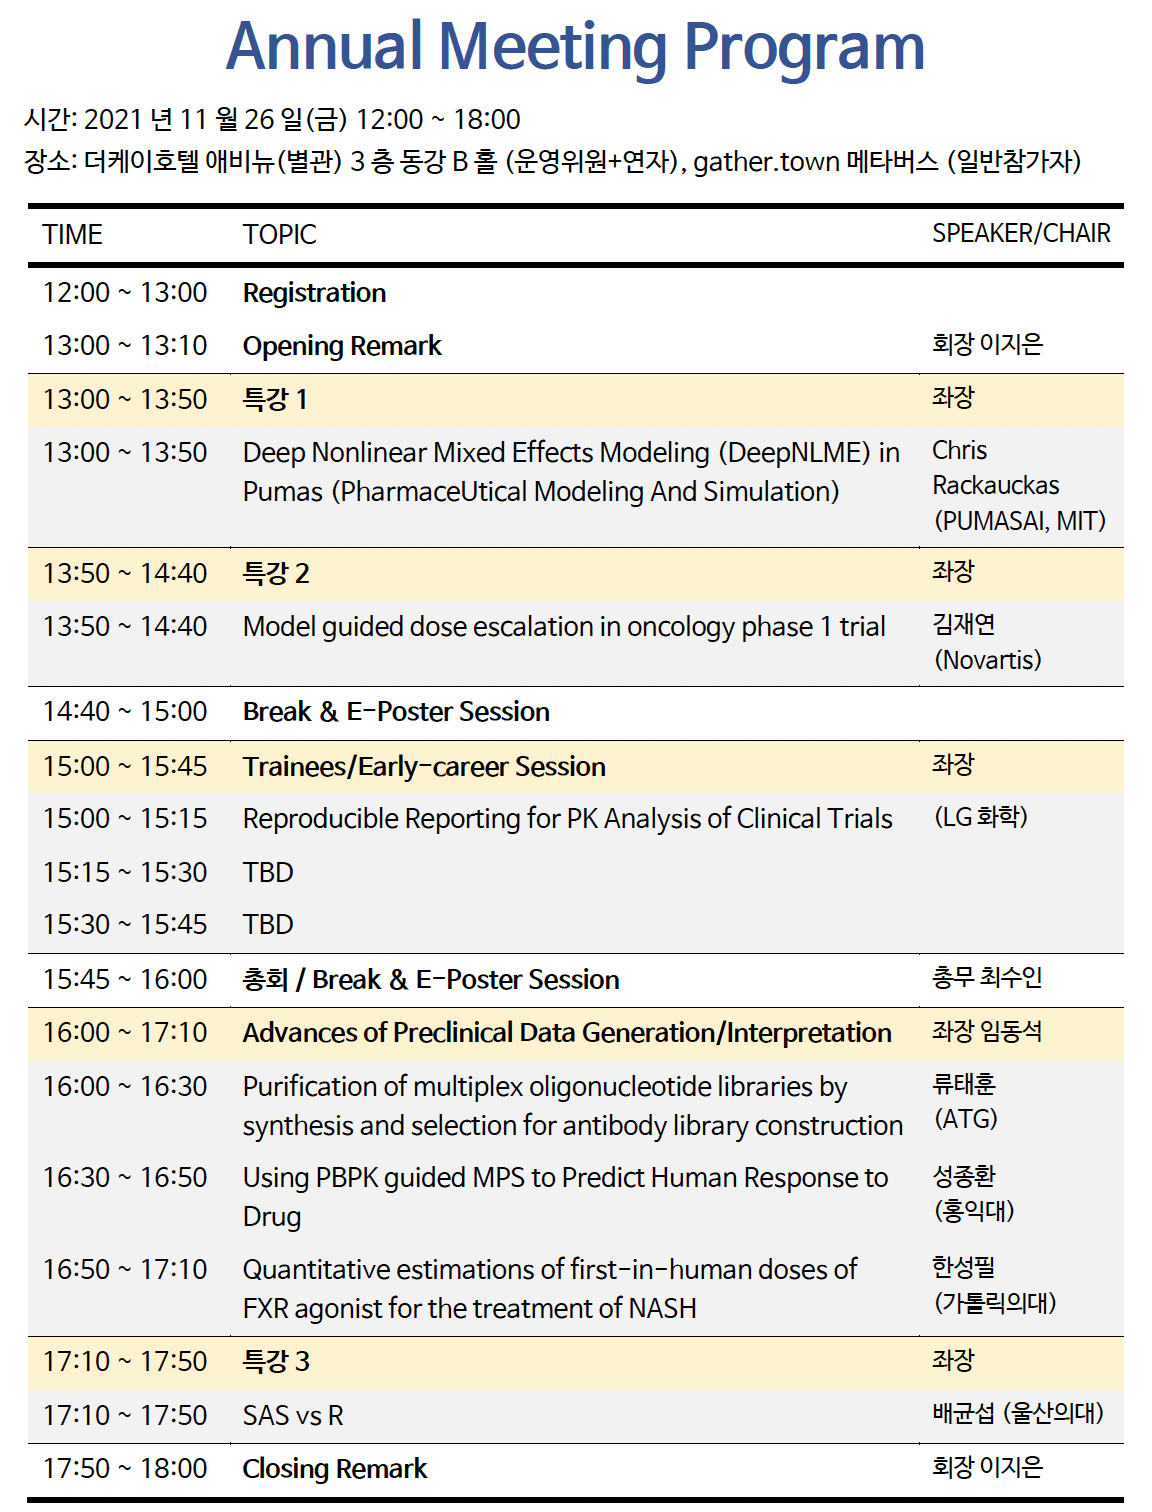 Annual Meeting Program
시간: 2021 년 11 월 26 일(금) 12:00 ~ 18:00
장소: 더케이호텔 애비뉴(별관) 3 층 동강 B 홀 (운영위원+연자), gather.town 메타버스 (일반참가자)
TIME TOPIC SPEAKER/CHAIR
12:00 ~ 13:00 Registration
13:00 ~ 13:10 Opening Remark 회장 이지은
13:00 ~ 13:50 특강 1 좌장
13:00 ~ 13:50 Deep Nonlinear Mixed Effects Modeling (DeepNLME) in Chris
Pumas (PharmaceUtical Modeling And Simulation) Rackauckas
(PUMASAI, MIT)
13:50 ~ 14:40 특강 2 좌장
13:50 ~ 14:40 Model guided dose escalation in oncology phase 1 trial 김재연
(Novartis)
14:40 ~ 15:00 Break & E-Poster Session
15:00 ~ 15:45 Trainees/Early-career Session 좌장
15:00 ~ 15:15 Reproducible Reporting for PK Analysis of Clinical Trials (LG 화학)
15:15 ~ 15:30 TBD
15:30 ~ 15:45 TBD
15:45 ~ 16:00 총회 / Break & E-Poster Session 총무 최수인
16:00 ~ 17:10 Advances of Preclinical Data Generation/Interpretation 좌장 임동석
16:00 ~ 16:30 Purification of multiplex oligonucleotide libraries by 류태훈
synthesis and selection for antibody library construction (ATG)
16:30 ~ 16:50 Using PBPK guided MPS to Predict Human Response to 성종환
Drug (홍익대)
16:50 ~ 17:10 Quantitative estimations of first-in-human doses of 한성필
FXR agonist for the treatment of NASH (가톨릭의대)
17:10 ~ 17:50 특강 3 좌장
17:10 ~ 17:50 SAS vs R 배균섭 (울산의대)
17:50 ~ 18:00 Closing Remark 회장 이지은